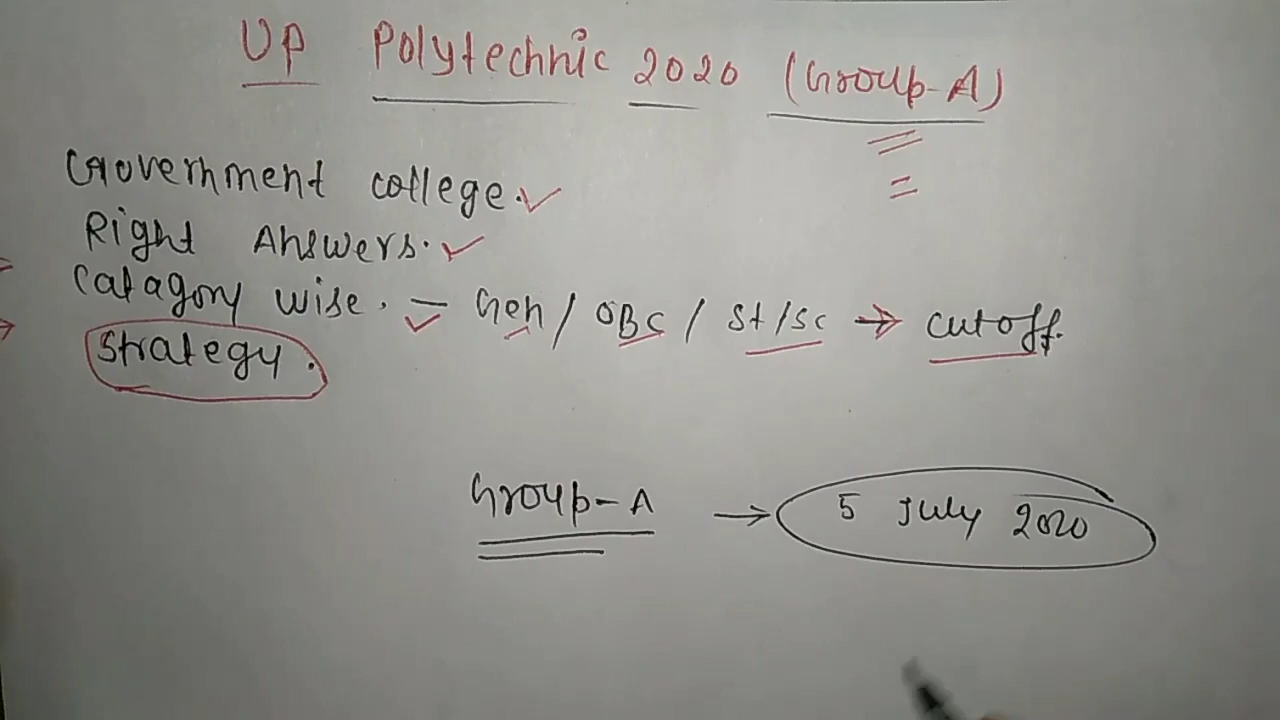 UP Polytechnic 2020 (Group-A)
Government college.
Right Answers.
Catagory wise. - Gen / OBC / ST/SC → cutoff.
Strategy.
Group-A → 5 July 2020